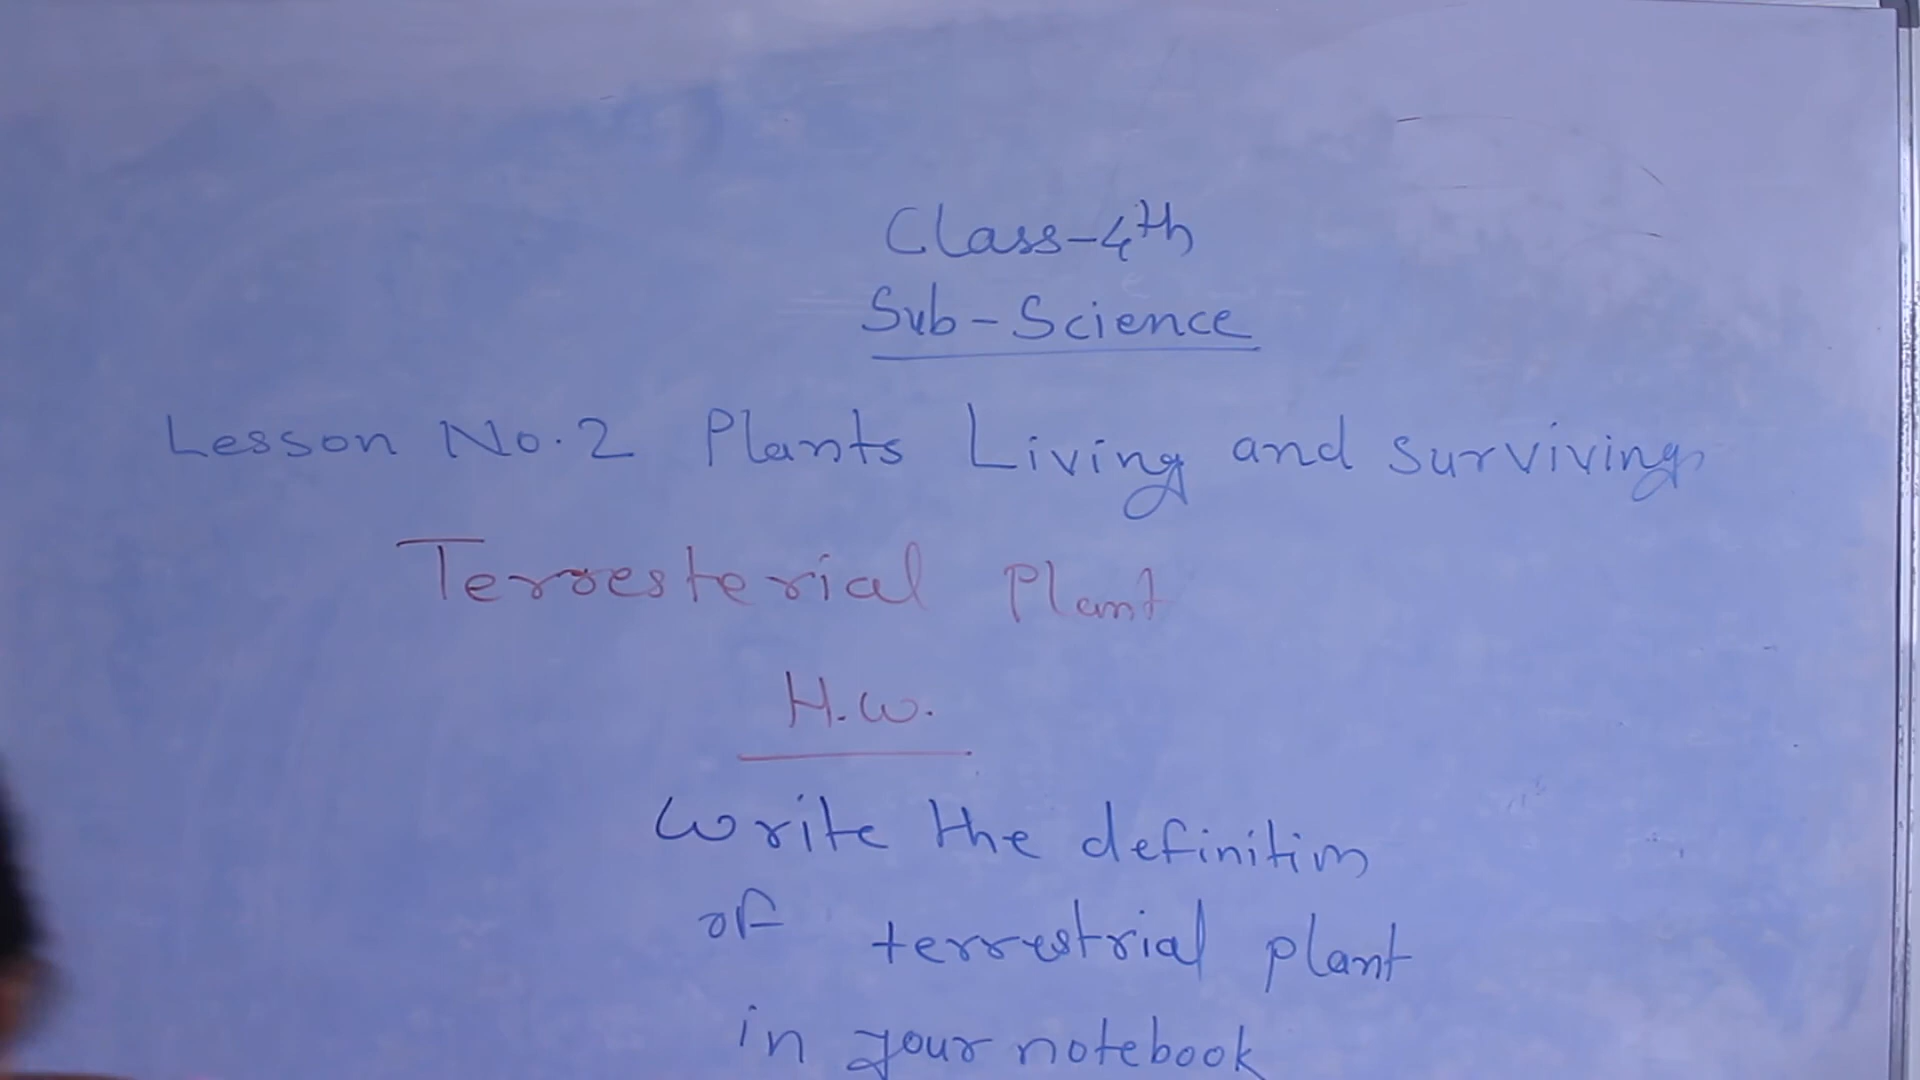 Class-4th
Sub-Science
Lesson No.2 Plants Living and surviving
Terresterial Plant
H.w.
Write the definition
of terrestrial plant
in your notebook